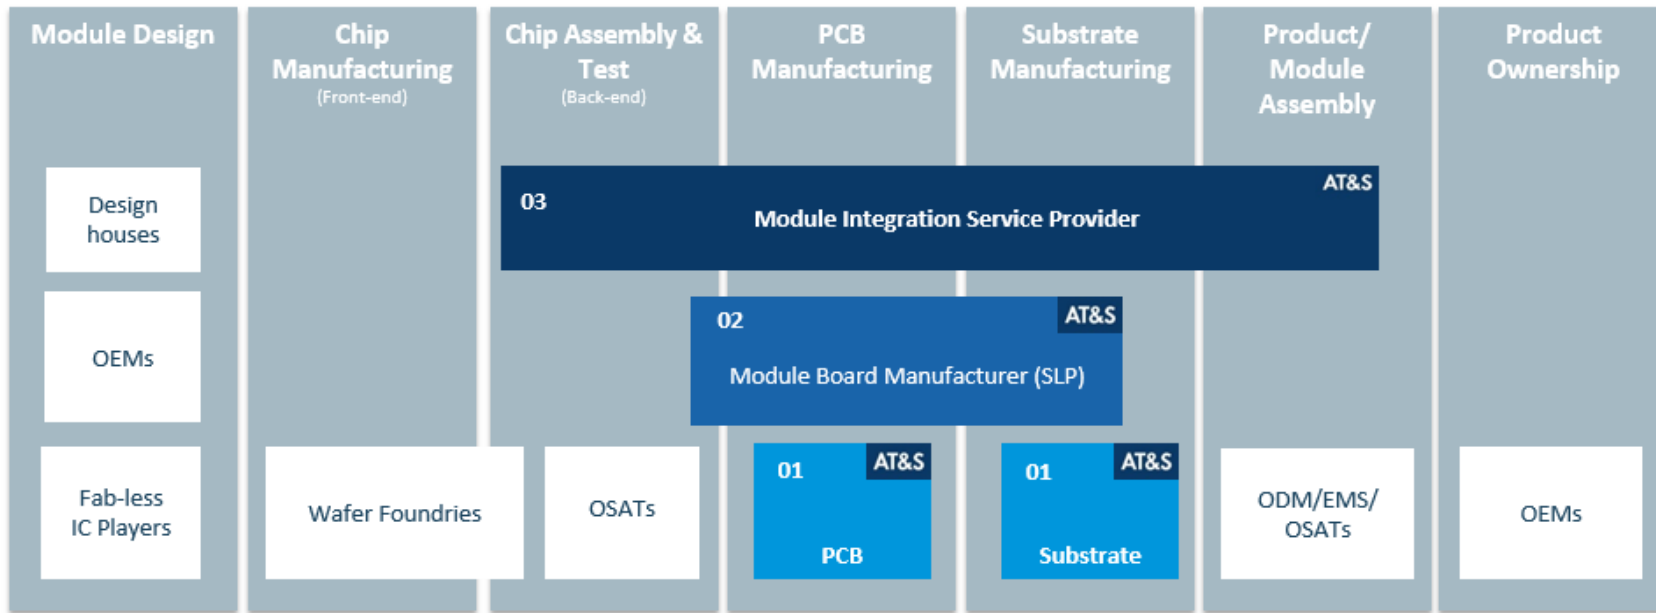 Module Design
Chip
Manufacturing
(Front-end)
Chip Assembly &
Test
(Back-end)
PCB
Manufacturing
Substrate
Manufacturing
Product/
Module
Assembly
Product
Ownership
Design
houses
03
Module Integration Service Provider
AT&S
OEMs
02
AT&S
Module Board Manufacturer (SLP)
Fab-less
IC Players
Wafer Foundries
OSATs
01
AT&S
PCB
01
AT&S
Substrate
ODM/EMS/
OSATs
OEMs